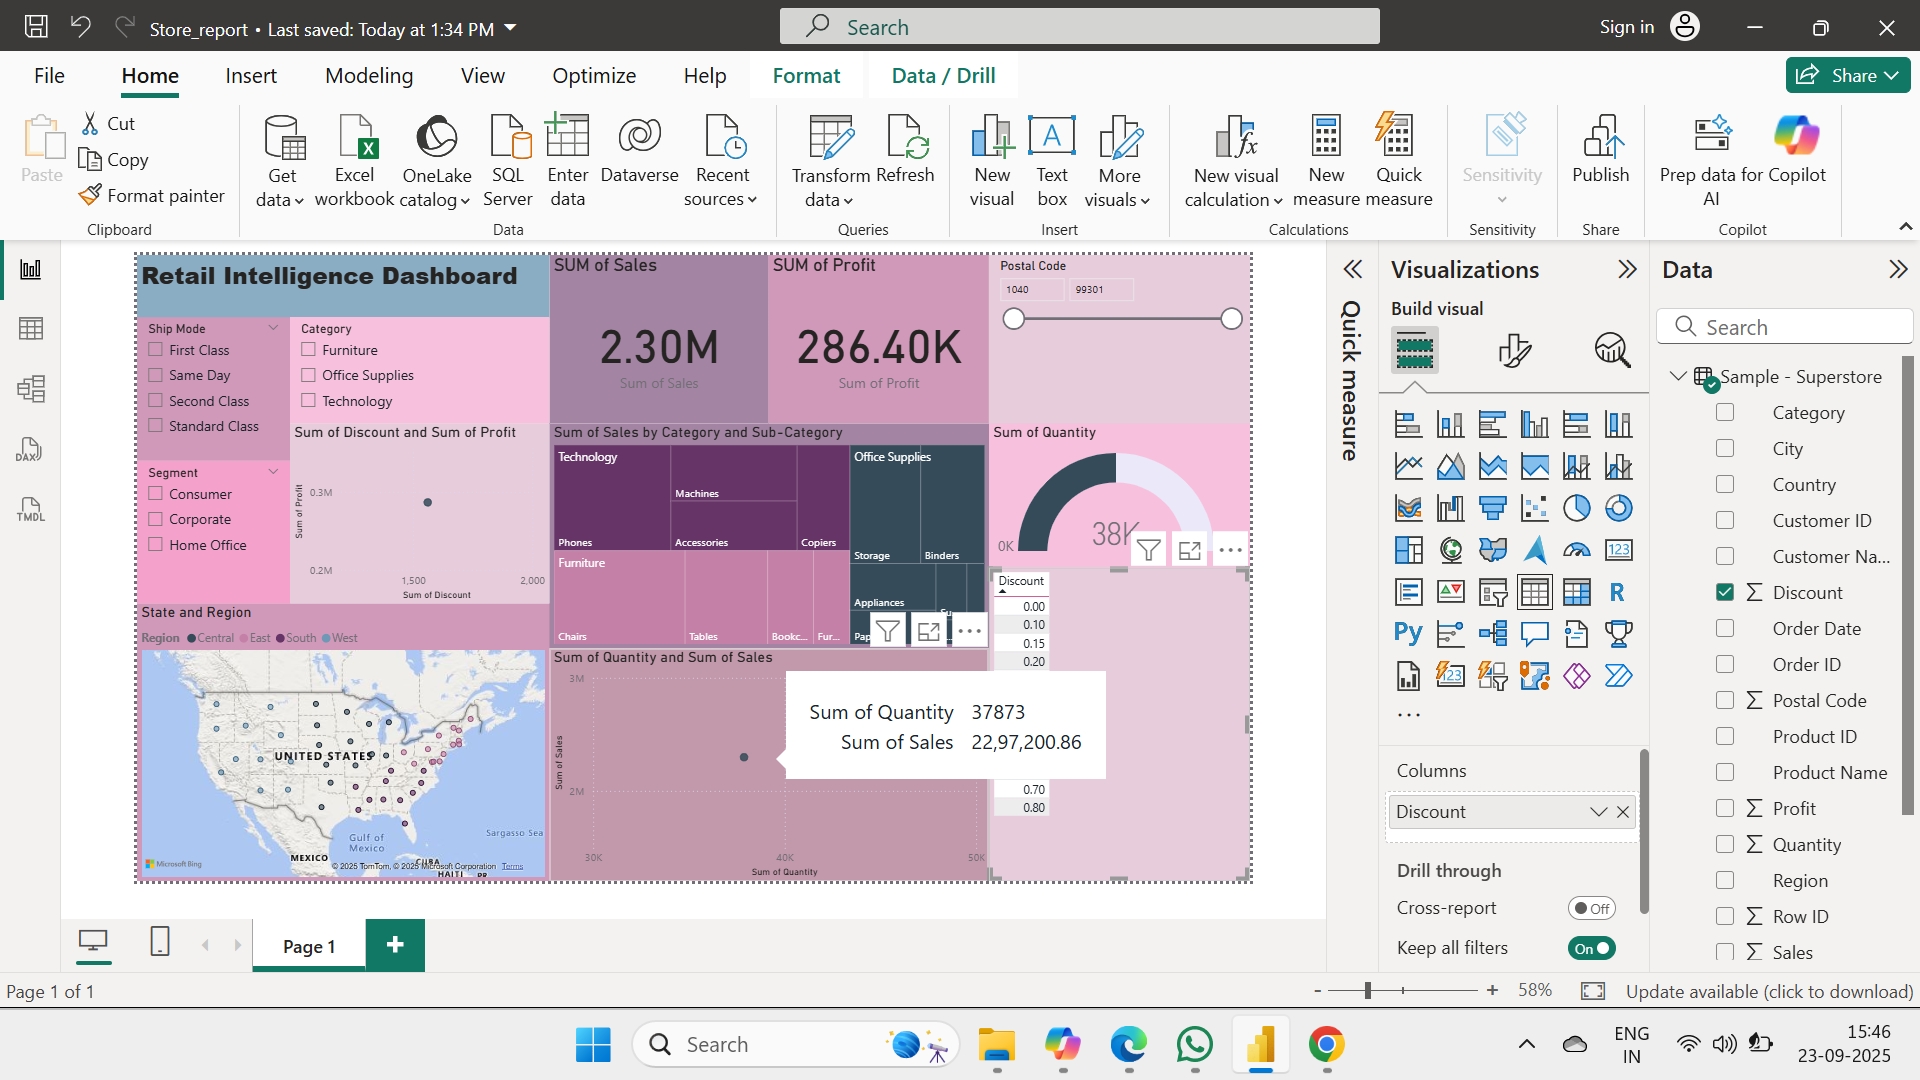 Store_report • Last saved: Today at 1:34 PM
Search
Sign in
File
Home
Insert
Modeling
View
Optimize
Help
Format
Data / Drill
Share
Paste
Cut
Copy
Format painter
Clipboard
Get data
Excel workbook
OneLake catalog
SQL Server
Enter data
Dataverse
Recent sources
Data
Transform data
Refresh
Queries
New visual
A
Text box
More visuals
Insert
New visual calculation
New measure
Quick measure
Calculations
Sensitivity
Sensitivity
Publish
Share
Prep data for AI
Copilot
Copilot
DAX
TMDL
Retail Intelligence Dashboard
Ship Mode
First Class
Same Day
Second Class
Standard Class
Category
Furniture
Office Supplies
Technology
SUM of Sales
2.30M
Sum of Sales
SUM of Profit
286.40K
Sum of Profit
Postal Code
1040
99301
Segment
Consumer
Corporate
Home Office
Sum of Discount and Sum of Profit
Sum of Profit
0.3M
0.2M
1,500
2,000
Sum of Discount
Sum of Sales by Category and Sub-Category
Technology
Phones
Machines
Accessories
Copiers
Office Supplies
Storage
Binders
Appliances
Su...
Pap
Furniture
Chairs
Tables
Bookc...
Fur...
Sum of Quantity
0K
38K
State and Region
Region Central East South West
UNITED STATES
MEXICO
Gulf of Mexico
Sargasso Sea
CUBA
HAITI
PR
Microsoft Bing
© 2025 TomTom, © 2025 Microsoft Corporation Terms
Sum of Quantity and Sum of Sales
Sum of Sales
3M
2M
30K
40K
50K
Sum of Quantity
Sum of Quantity 37873
Sum of Sales 22,97,200.86
Discount
0.00
0.10
0.15
0.20
0.70
0.80
Quick measure
Visualizations
Build visual
123
R
Py
123
Columns
Discount
Drill through
Cross-report
Off
Keep all filters
On
Data
Search
Sample - Superstore
Category
City
Country
Customer ID
Customer Na...
Discount
Order Date
Order ID
Postal Code
Product ID
Product Name
Profit
Quantity
Region
Row ID
Sales
Page 1
Page 1 of 1
58%
Update available (click to download)
Search
ENG
IN
15:46
23-09-2025